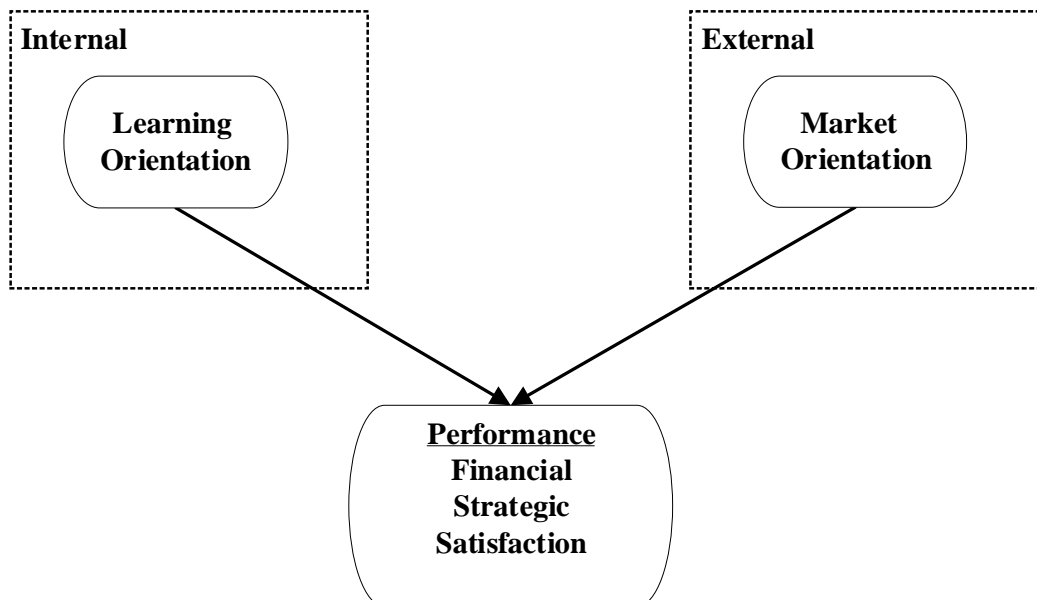 Internal
Learning
Orientation
External
Market
Orientation
Performance
Financial
Strategic
Satisfaction